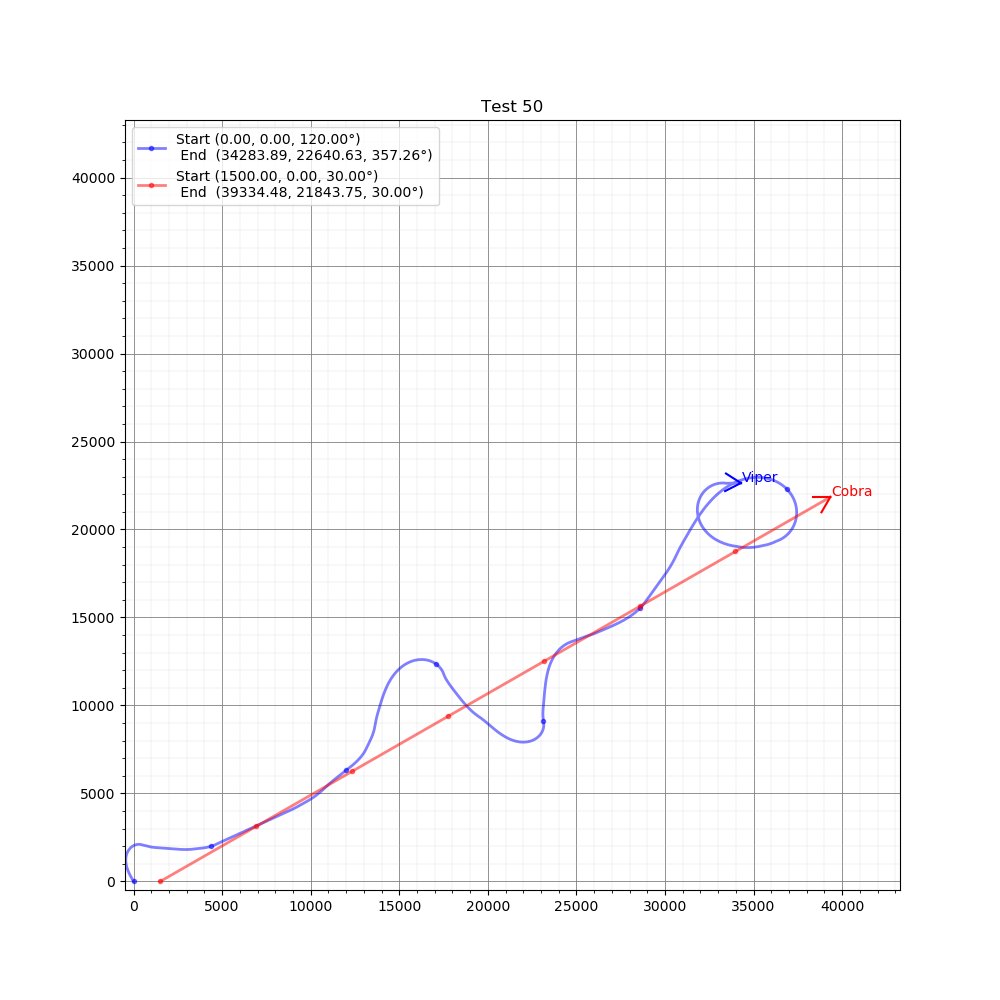 Test 50
Start (0.00, 0.00, 120.00°)
End  (34283.89, 22640.63, 357.26°)
Start (1500.00, 0.00, 30.00°)
End  (39334.48, 21843.75, 30.00°)
40000
35000
30000
25000
Viper
Cobra
20000
15000
10000
5000
0
0 5000 10000 15000 20000 25000 30000 35000 40000